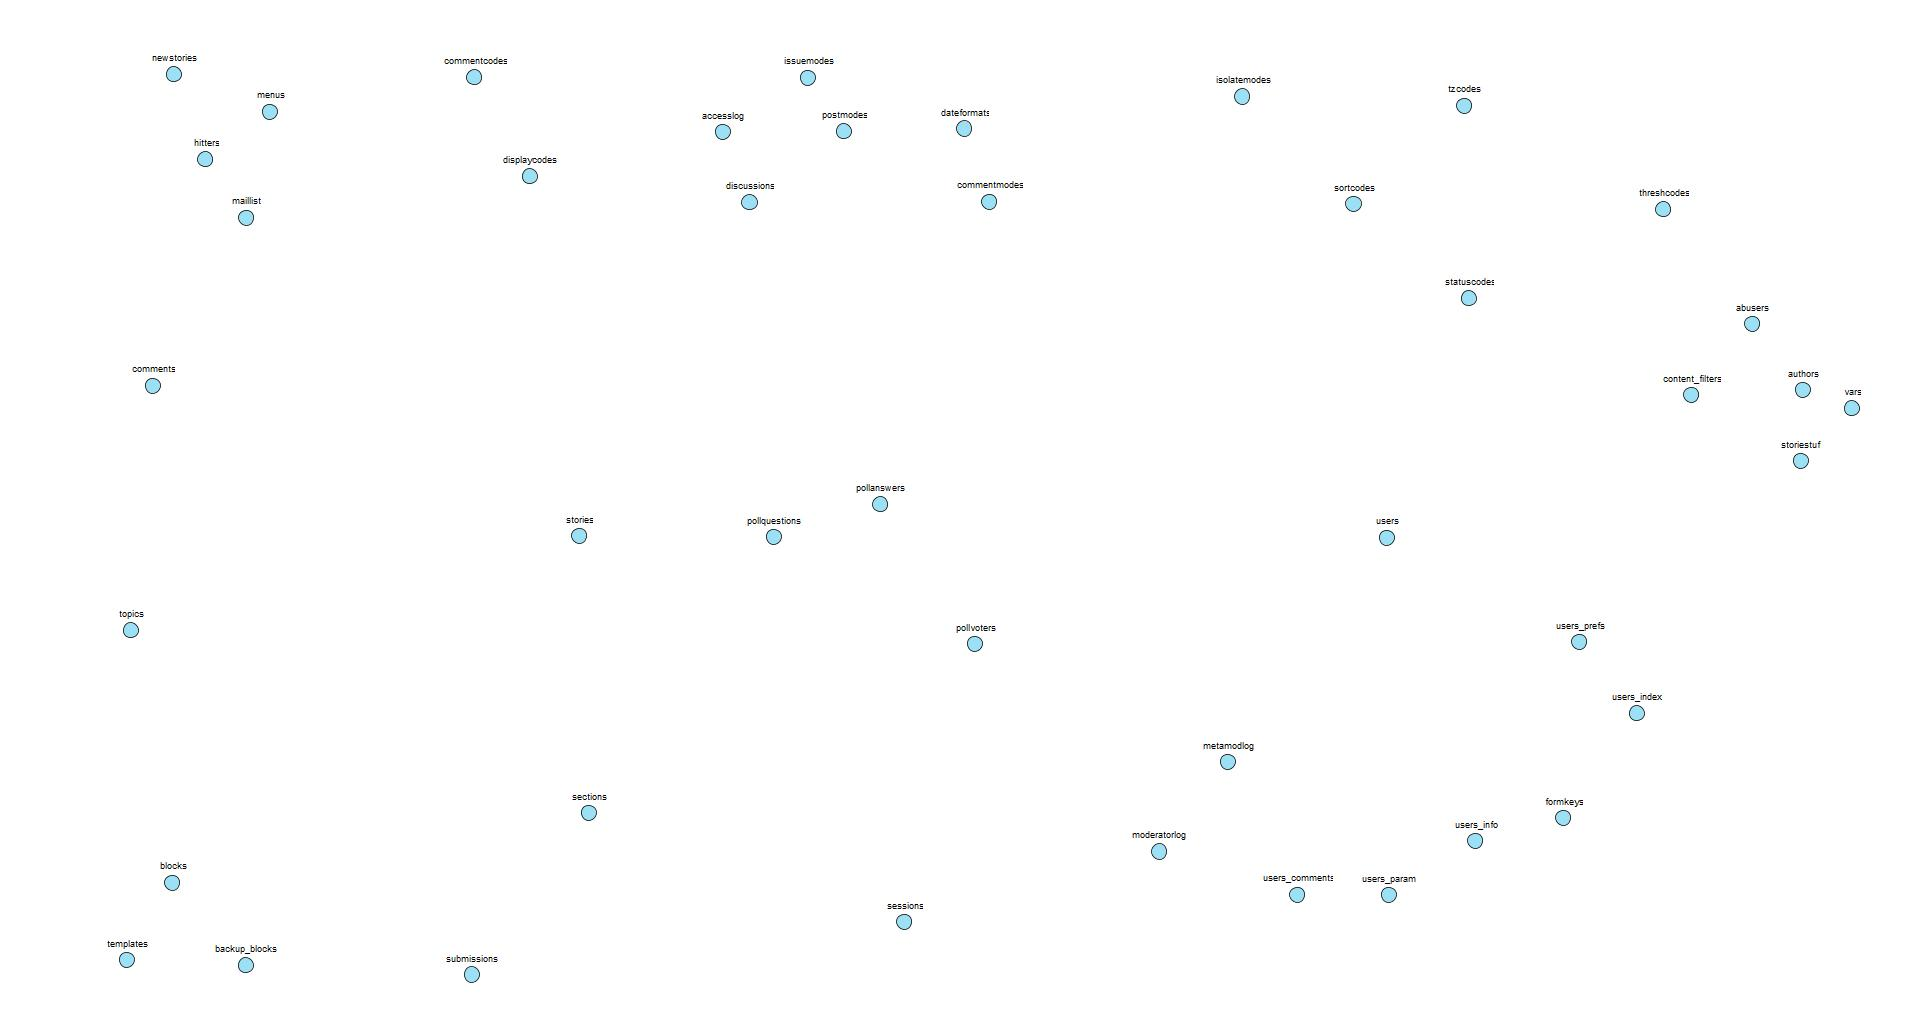 newstories
commentcodes
issuemodes
isolatemodes
tzcodes
menus
accesslog
postmodes
dateformats
hitters
displaycodes
discussions
commentmodes
sortcodes
threshcodes
maillist
statuscodes
abusers
comments
content_filters
authors
vars
storiestuf
pollanswers
stories
pollquestions
users
topics
pollvoters
users_prefs
users_index
metamodlog
sections
formkeys
users_info
moderatorlog
blocks
users_comments
users_param
sessions
templates
backup_blocks
submissions